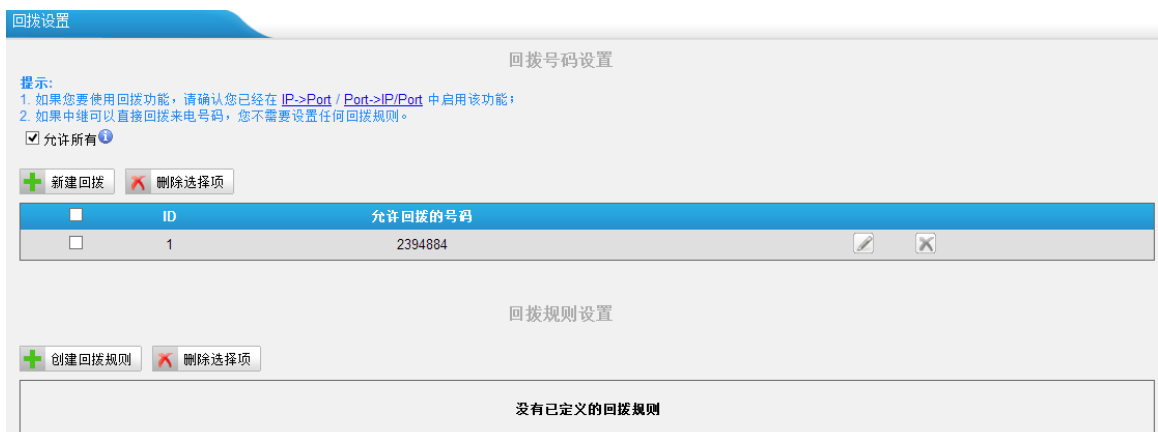 回拨设置
回拨号码设置
提示:
1. 如果您要使用回拨功能，请确认您已经在 IP->Port / Port->IP/Port 中启用该功能；
2. 如果中继可以直接回拨来电号码，您不需要设置任何回拨规则。
允许所有
新建回拨 删除选择项
ID 允许回拨的号码
1 2394884
回拨规则设置
创建回拨规则 删除选择项
没有已定义的回拨规则